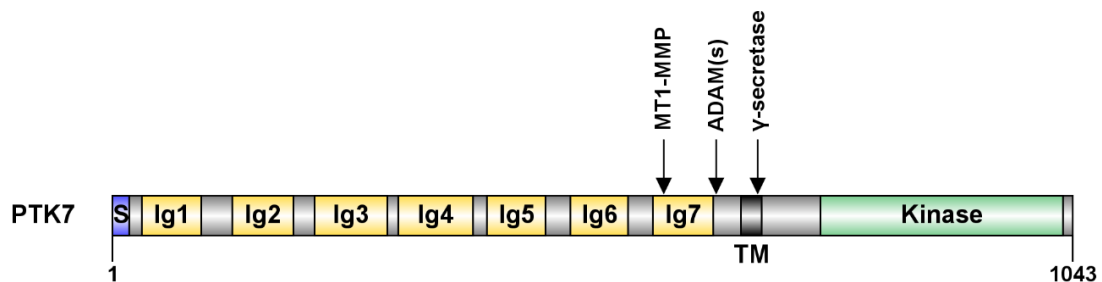 MT1-MMP
ADAM(s)
γ-secretase
PTK7
S
Ig1
Ig2
Ig3
Ig4
Ig5
Ig6
Ig7
Kinase
TM
1
1043